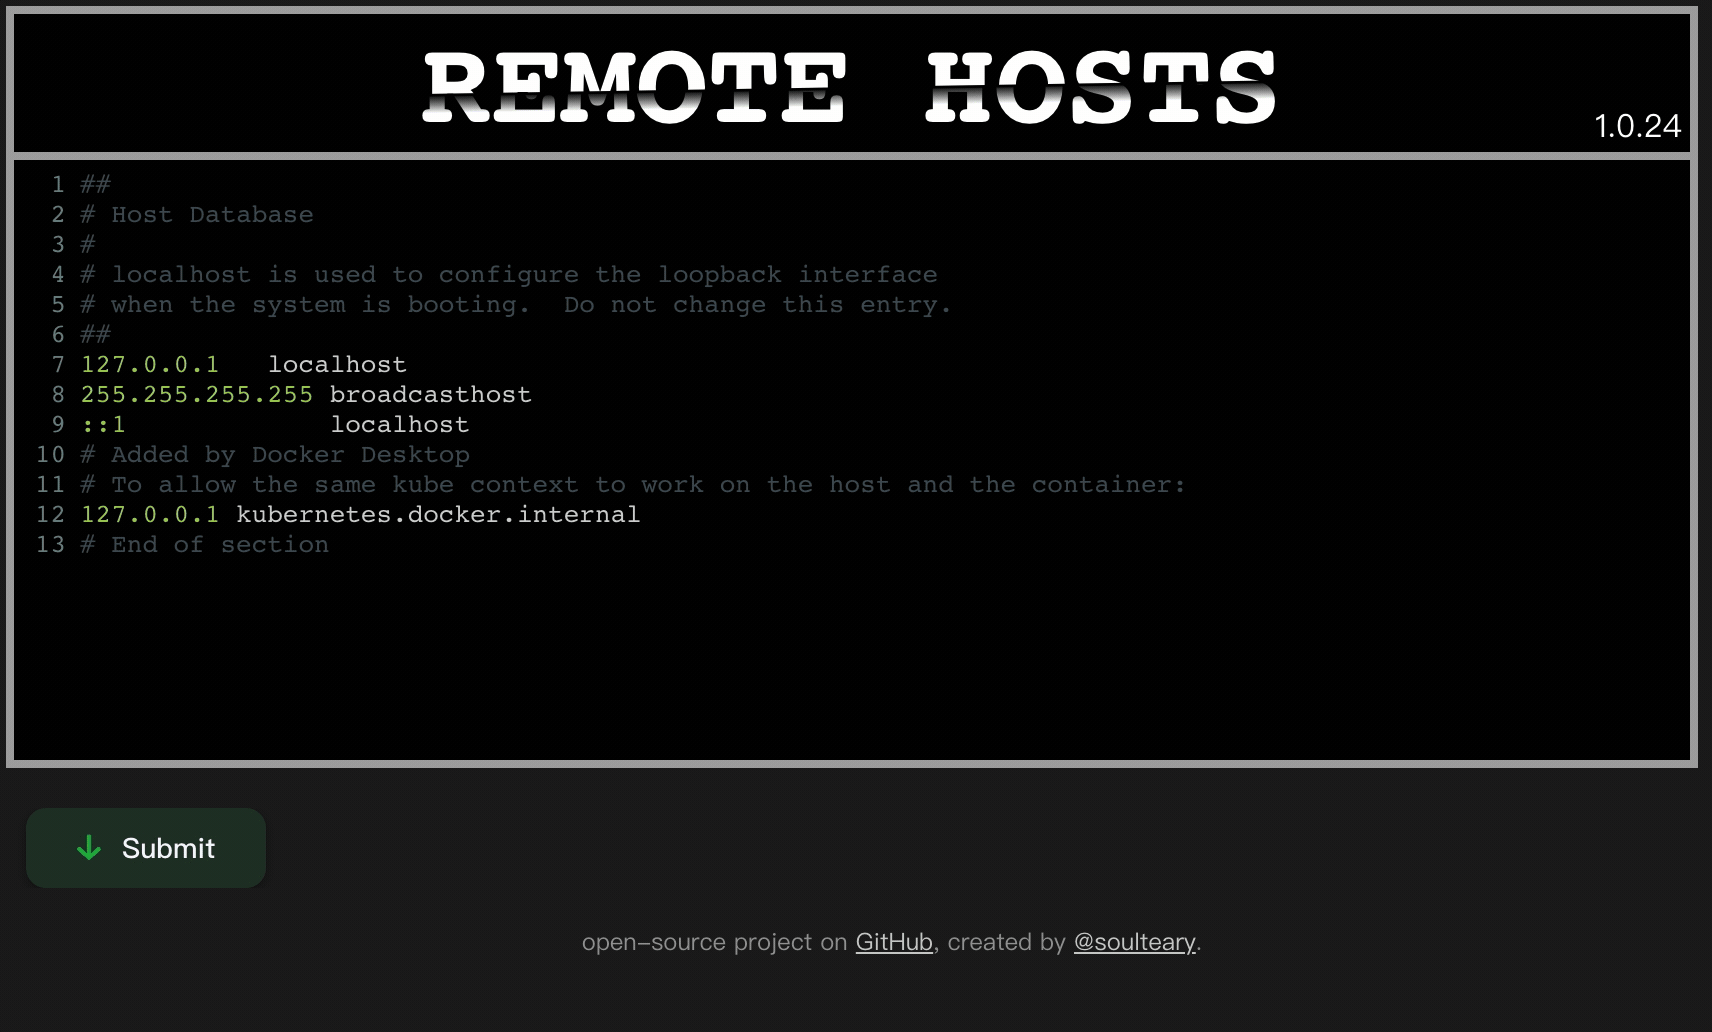 REMOTE HOSTS
1.0.24
1 ##
2 # Host Database
3 #
4 # localhost is used to configure the loopback interface
5 # when the system is booting.  Do not change this entry.
6 ##
7 127.0.0.1   localhost
8 255.255.255.255 broadcasthost
9 ::1             localhost
10 # Added by Docker Desktop
11 # To allow the same kube context to work on the host and the container:
12 127.0.0.1 kubernetes.docker.internal
13 # End of section
Submit
open-source project on GitHub, created by @soulteary.